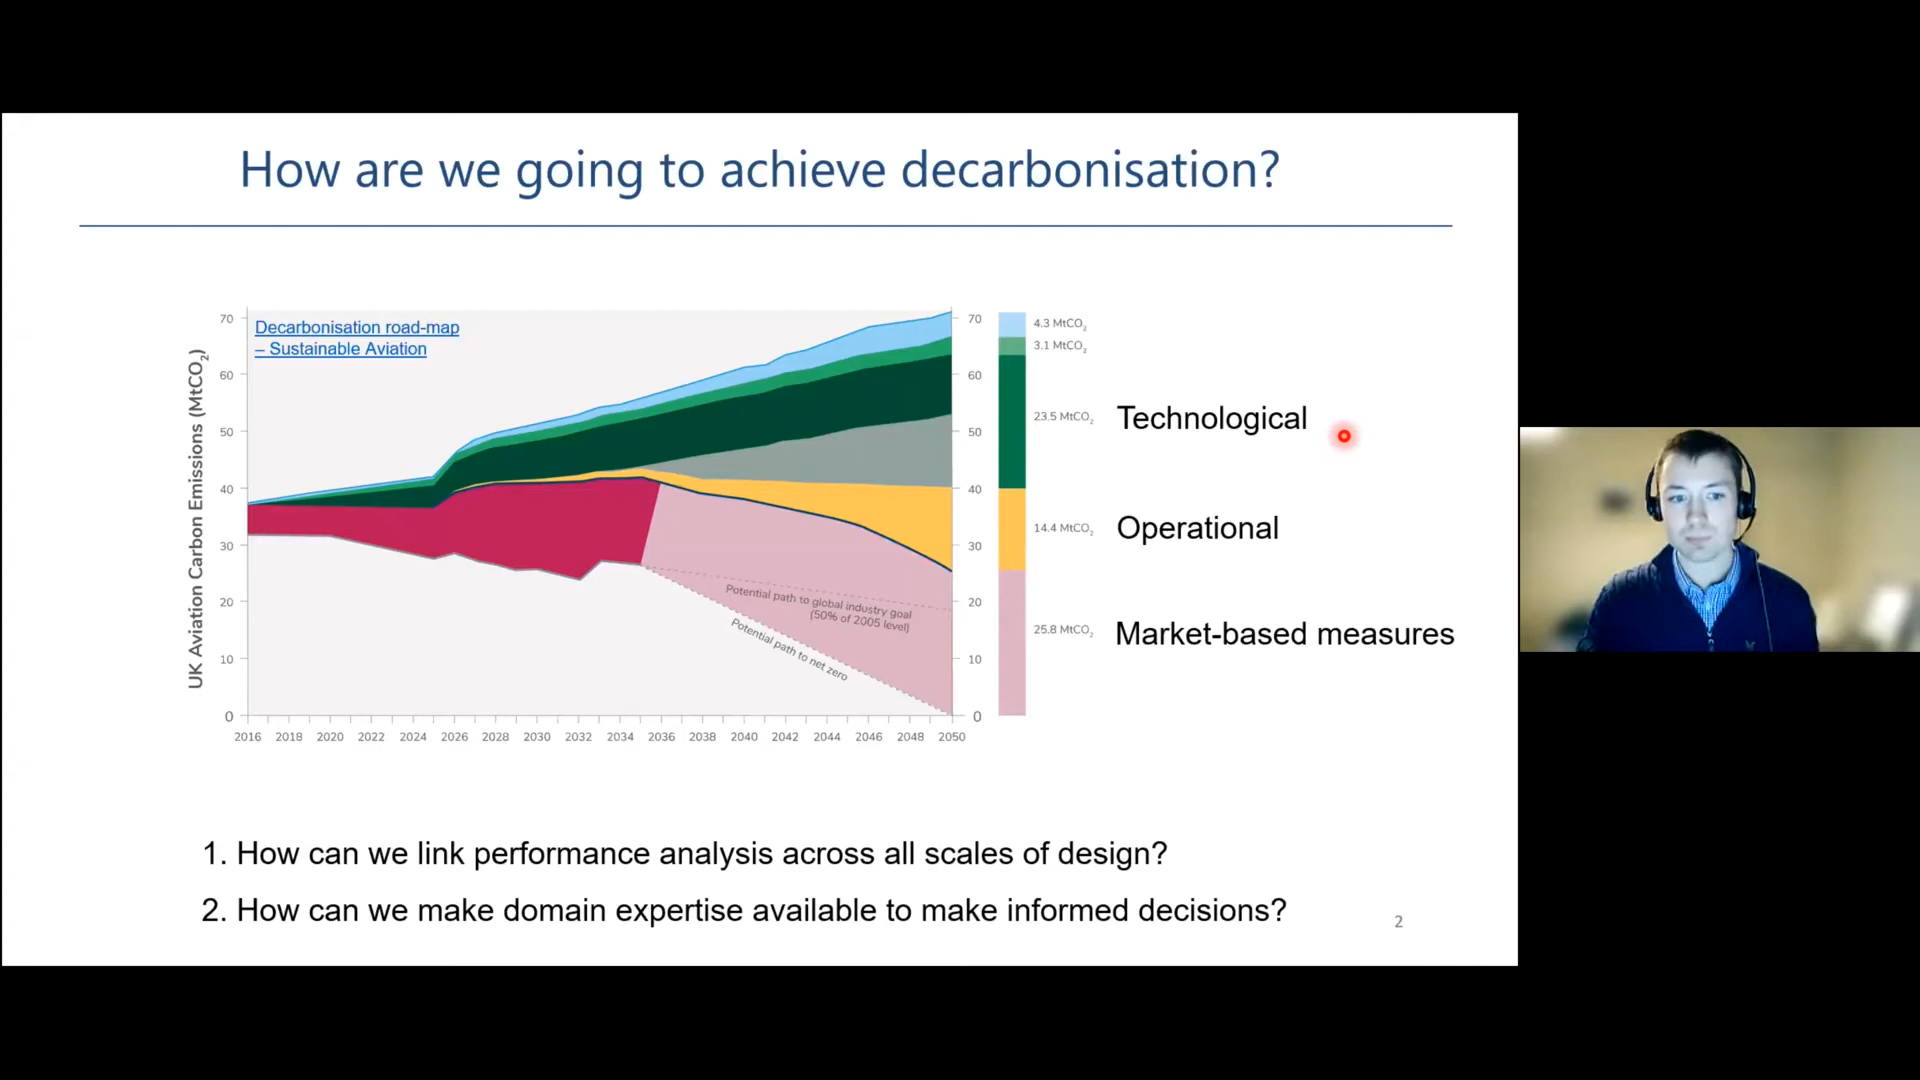 How are we going to achieve decarbonisation?
Decarbonisation road-map
– Sustainable Aviation
UK Aviation Carbon Emissions (MtCO₂)
70
60
50
40
30
20
10
0
2016 2018 2020 2022 2024 2026 2028 2030 2032 2034 2036 2038 2040 2042 2044 2046 2048 2050
Potential path to global industry goal
(50% of 2005 level)
Potential path to net zero
70
60
50
40
30
20
10
0
4.3 MtCO₂
3.1 MtCO₂
23.5 MtCO₂
14.4 MtCO₂
25.8 MtCO₂
Technological
Operational
Market-based measures
1. How can we link performance analysis across all scales of design?
2. How can we make domain expertise available to make informed decisions?
2